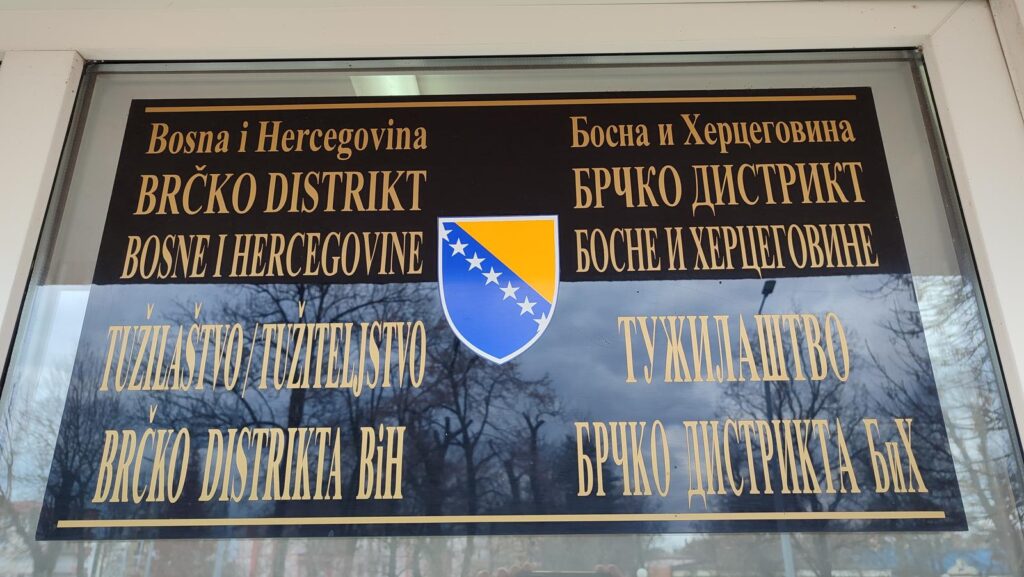 Bosna i Hercegovina
BRČKO DISTRIKT
BOSNE I HERCEGOVINE
TUŽILAŠTVO / TUŽITELJSTVO
BRČKO DISTRIKTA BiH
Босна и Херцеговина
БРЧКО ДИСТРИКТ
БОСНЕ И ХЕРЦЕГОВИНЕ
ТУЖИЛАШТВО
БРЧКО ДИСТРИКТА БиХ